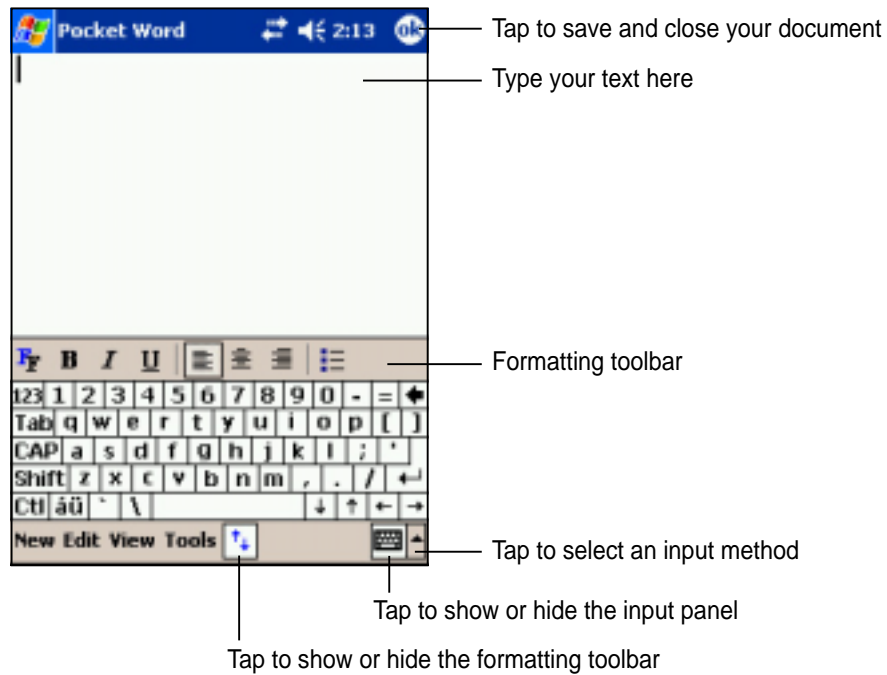 Pocket Word 2:13 ok
Tap to save and close your document
Type your text here
B I U
Formatting toolbar
123 1 2 3 4 5 6 7 8 9 0 - =
Tab q w e r t y u i o p [ ]
CAP a s d f g h j k l ; '
Shift z x c v b n m , . /
Ctl áü ` \
New Edit View Tools
Tap to select an input method
Tap to show or hide the input panel
Tap to show or hide the formatting toolbar